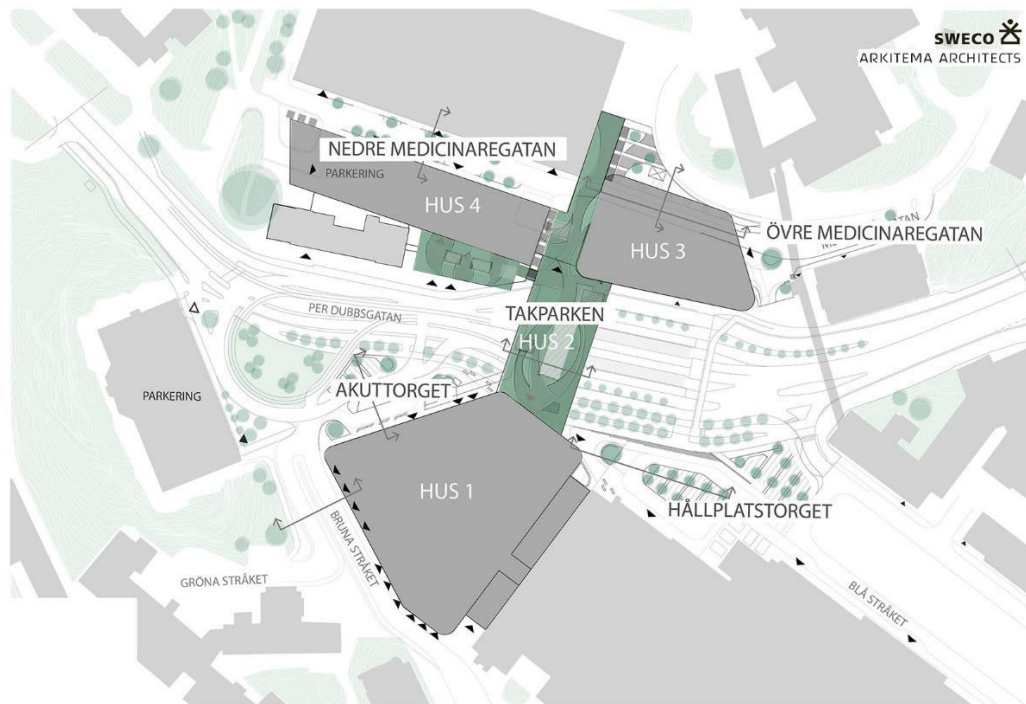 SWECO
ARKITEMA ARCHITECTS
NEDRE MEDICINAREGATAN
PARKERING
HUS 4
HUS 3
ÖVRE MEDICINAREGATAN
PER DUBBSGATAN
TAKPARKEN
HUS 2
AKUTTORGET
PARKERING
HUS 1
HÅLLPLATSTORGET
BRUNA STRÅKET
GRÖNA STRÅKET
BLÅ STRÅKET